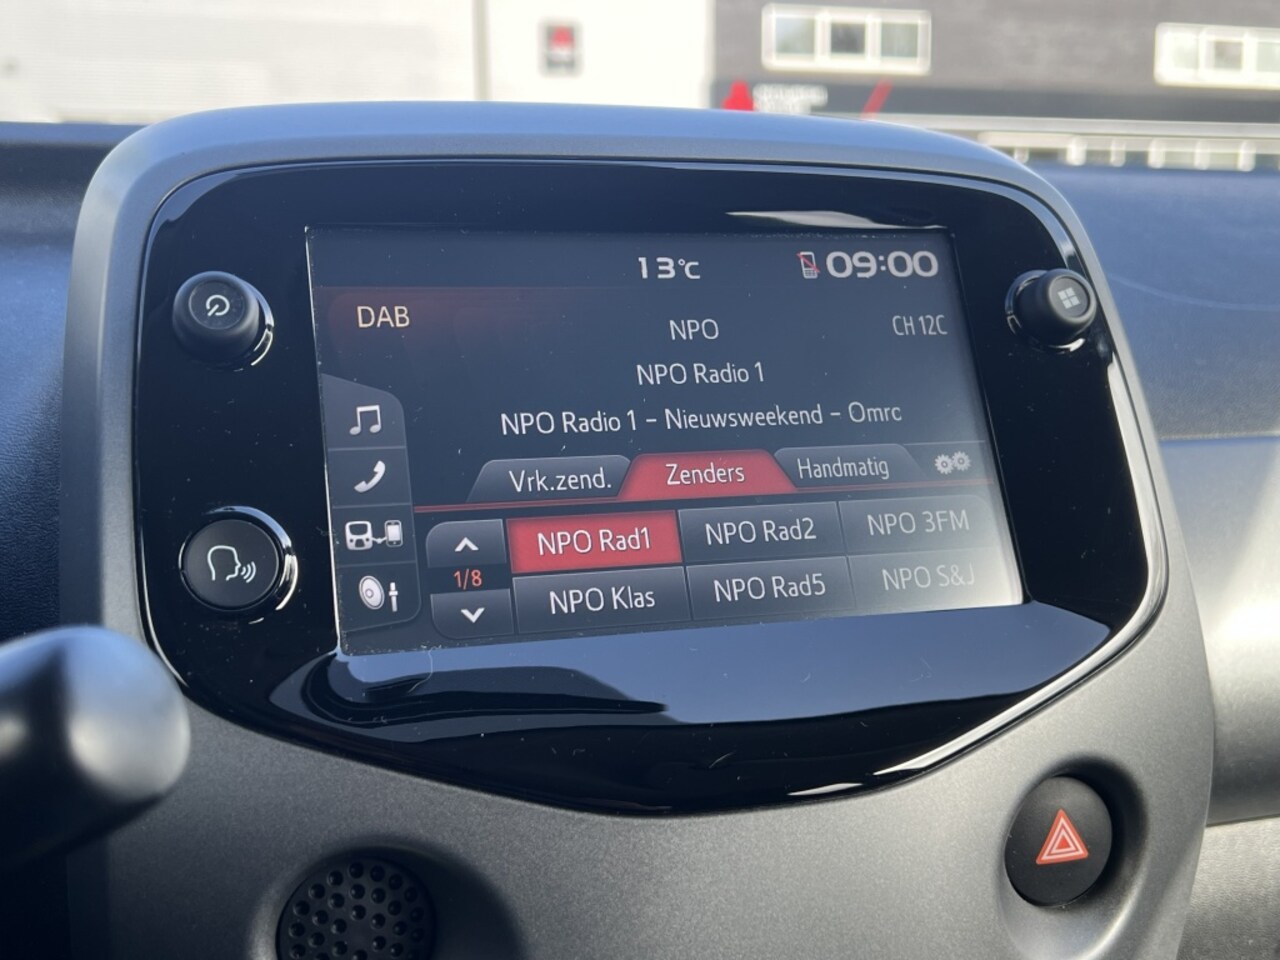 13°C 09:00
DAB
NPO
CH 12C
NPO Radio 1
NPO Radio 1 - Nieuwsweekend - Omrc
Vrk.zend. Zenders Handmatig
NPO Rad1 NPO Rad2 NPO 3FM
1/8
NPO Klas NPO Rad5 NPO S&J